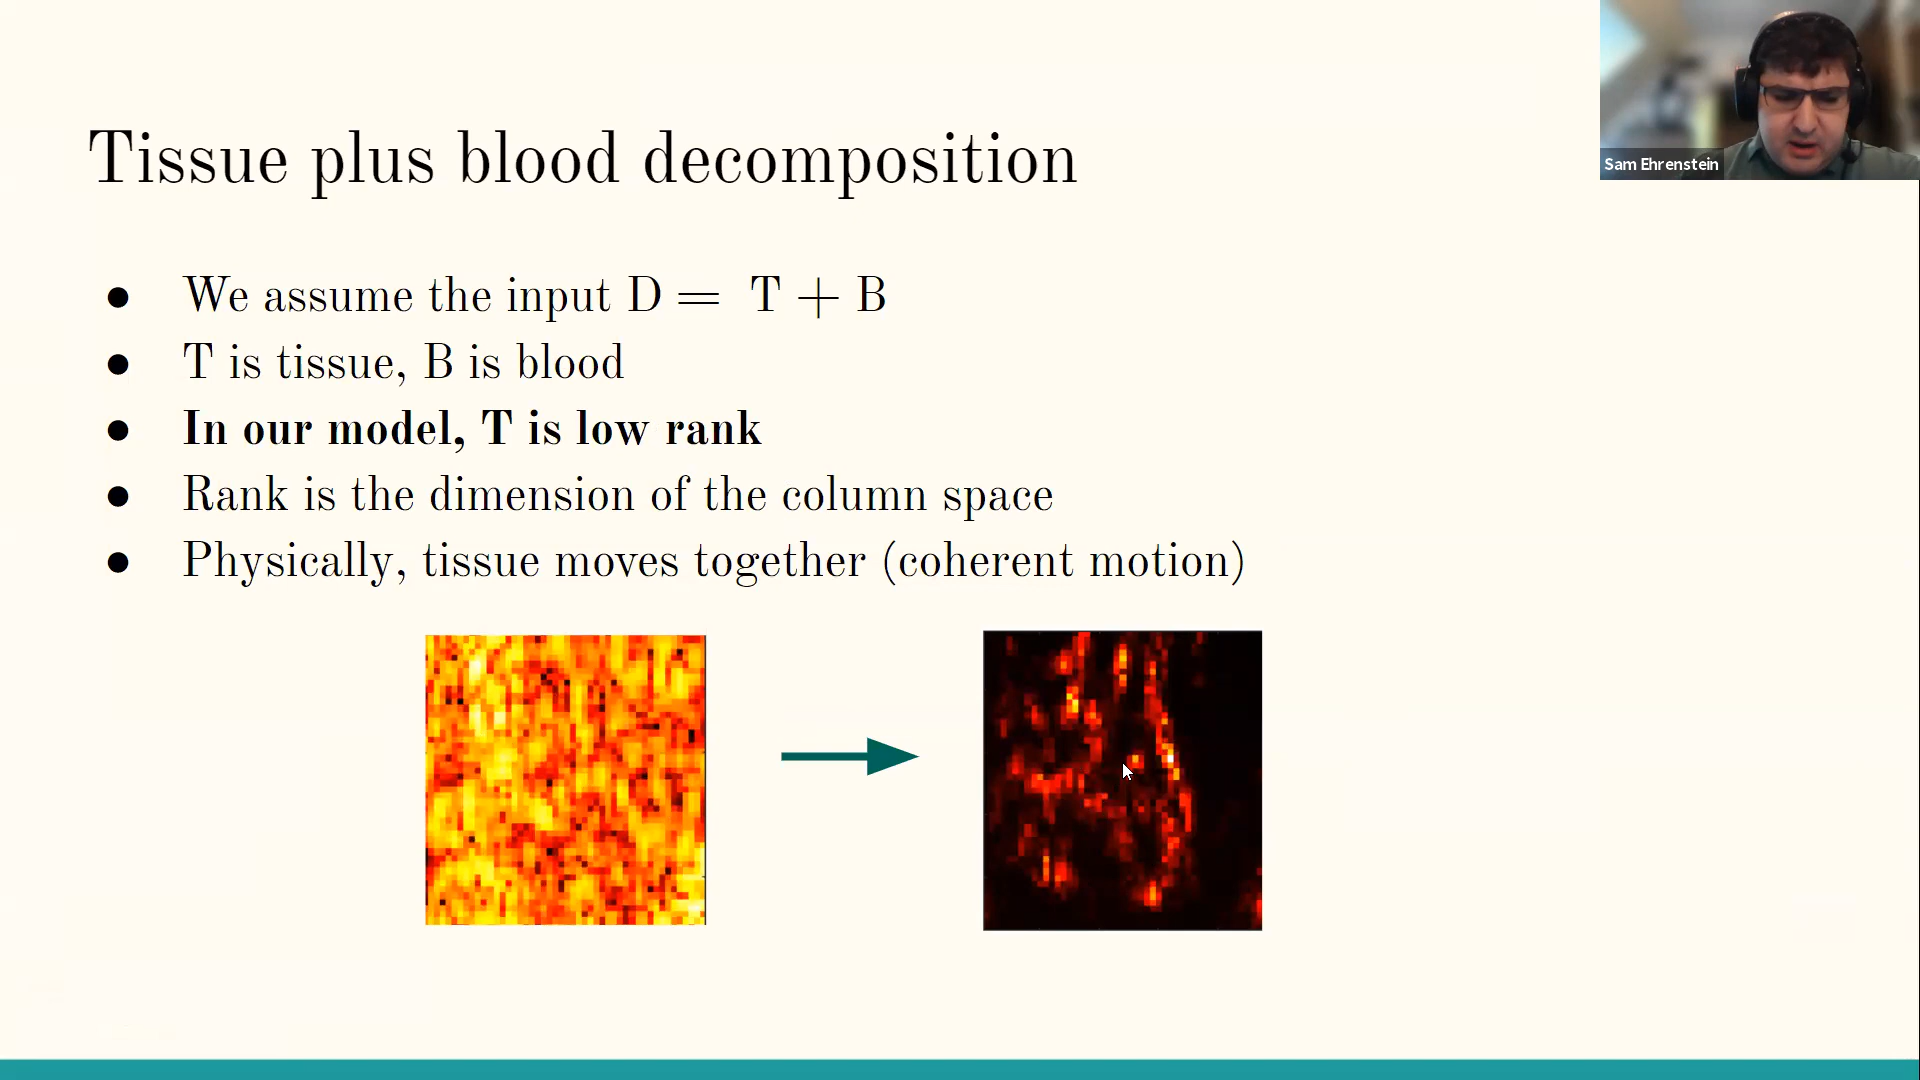 Tissue plus blood decomposition
Sam Ehrenstein
● We assume the input D = T + B
● T is tissue, B is blood
● In our model, T is low rank
● Rank is the dimension of the column space
● Physically, tissue moves together (coherent motion)